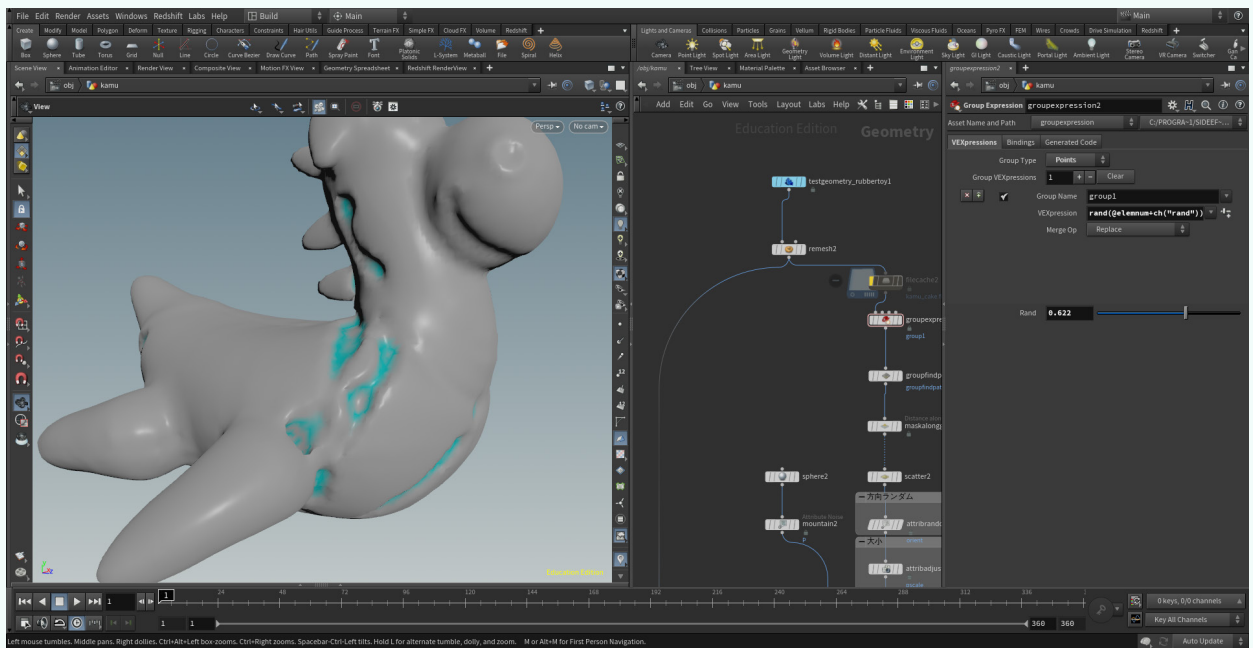 File Edit Render Assets Windows Redshift Labs Help Build Main Main
Create Modify Model Polygon Deform Texture Rigging Characters Constraints Hair Utils Guide Process Terrain FX Simple FX Cloud FX Volume Redshift +
Lights and Cameras Collisions Particles Grains Vellum Rigid Bodies Particle Fluids Viscous Fluids Oceans Pyro FX FEM Wires Crowds Drive Simulation Redshift +
Box Sphere Tube Torus Grid Null Line Circle Curve Bezier Draw Curve Path Spray Paint Font Platonic Solids L-System Metaball File Spiral Helix
Camera Point Light Spot Light Area Light Geometry Light Volume Light Distant Light Environment Light Sky Light GI Light Caustic Light Portal Light Ambient Light Stereo Camera VR Camera Switcher
Scene View Animation Editor Render View Composite View Motion FX View Geometry Spreadsheet Redshift RenderView +
/obj/kamu Tree View Material Palette Asset Browser +
groupexpression2 +
obj kamu
obj kamu
obj kamu
View
Add Edit Go View Tools Layout Labs Help
Group Expression groupexpression2
Persp No cam
Education Edition Geometry
Asset Name and Path groupexpression C:/PROGRA~1/SIDEEF~...
VEXpressions Bindings Generated Code
Group Type Points
Group VEXpressions 1 + - Clear
Group Name group1
VEXpression rand(@elemnum+ch("rand"))
Merge Op Replace
Rand 0.622
testgeometry_rubbertoy1
remesh2
filecache2
groupexpre
group1
groupfindp
groupfindpat
Distance alon
maskalongg
sphere2
scatter2
方向ランダム
Attribute Noise
mountain2
P
attribrando
orient
大小
attribadjus
pscale
Education Edition
1 1 24 48 72 96 120 144 168 192 216 240 264 288 312 336
1 1 360 360
0 keys, 0/0 channels
Key All Channels
Left mouse tumbles. Middle pans. Right dollies. Ctrl+Alt+Left box-zooms. Ctrl+Right zooms. Spacebar-Ctrl-Left tilts. Hold L for alternate tumble, dolly, and zoom. M or Alt+M for First Person Navigation.
Auto Update